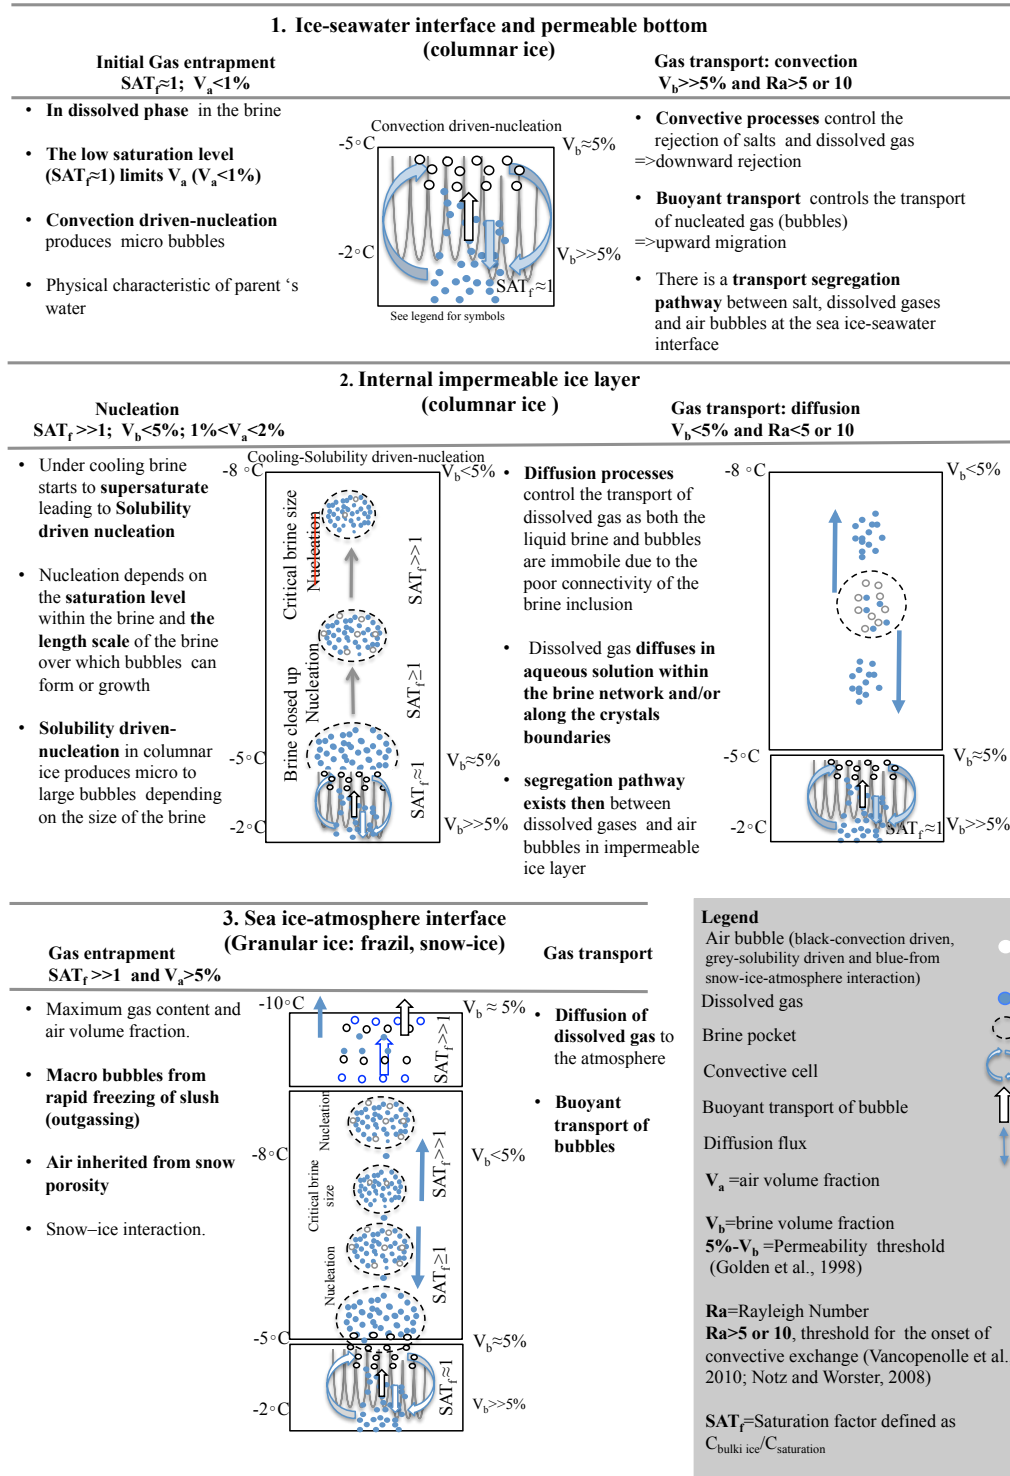 1. Ice-seawater interface and permeable bottom
(columnar ice)
Initial Gas entrapment
SATf≈1; Va<1%
Gas transport: convection
Vb>>5% and Ra>5 or 10
• In dissolved phase in the brine
• The low saturation level
(SATf≈1) limits Va (Va<1%)
• Convection driven-nucleation
produces micro bubbles
• Physical characteristic of parent ‘s
water
Convection driven-nucleation
-5°C
Vb≈5%
-2°C
Vb>>5%
SATf≈1
See legend for symbols
• Convective processes control the
rejection of salts and dissolved gas
=>downward rejection
• Buoyant transport controls the transport
of nucleated gas (bubbles)
=>upward migration
• There is a transport segregation
pathway between salt, dissolved gases
and air bubbles at the sea ice-seawater
interface
2. Internal impermeable ice layer
(columnar ice )
Nucleation
SATf >>1; Vb<5%; 1%<Va<2%
Gas transport: diffusion
Vb<5% and Ra<5 or 10
• Under cooling brine
starts to supersaturate
leading to Solubility
driven nucleation
• Nucleation depends on
the saturation level
within the brine and the
length scale of the brine
over which bubbles can
form or growth
• Solubility driven-
nucleation in columnar
ice produces micro to
large bubbles depending
on the size of the brine
Cooling-Solubility driven-nucleation
-8 °C
Vb<5%
Critical brine size
Nucleation
SATf>>1
Brine closed up
Nucleation
SATf≥1
-5°C
Vb≈5%
SATf≈1
-2°C
Vb>>5%
• Diffusion processes
control the transport of
dissolved gas as both the
liquid brine and bubbles
are immobile due to the
poor connectivity of the
brine inclusion
• Dissolved gas diffuses in
aqueous solution within
the brine network and/or
along the crystals
boundaries
• segregation pathway
exists then between
dissolved gases and air
bubbles in impermeable
ice layer
-8 °C
Vb<5%
-5°C
Vb≈5%
-2°C
SATf≈1
Vb>>5%
3. Sea ice-atmosphere interface
(Granular ice: frazil, snow-ice)
Gas entrapment
SATf >>1 and Va>5%
Gas transport
• Maximum gas content and
air volume fraction.
• Macro bubbles from
rapid freezing of slush
(outgassing)
• Air inherited from snow
porosity
• Snow–ice interaction.
-10°C
Vb ≈ 5%
SATf>>1
Nucleation
-8°C
Vb<5%
SATf>>1
Critical brine
size
Nucleation
SATf≥1
-5°C
Vb≈5%
SATf≈1
-2°C
Vb>>5%
• Diffusion of
dissolved gas to
the atmosphere
• Buoyant
transport of
bubbles
Legend
Air bubble (black-convection driven,
grey-solubility driven and blue-from
snow-ice-atmosphere interaction)
Dissolved gas
Brine pocket
Convective cell
Buoyant transport of bubble
Diffusion flux
Va =air volume fraction
Vb=brine volume fraction
5%-Vb =Permeability threshold
(Golden et al., 1998)
Ra=Rayleigh Number
Ra>5 or 10, threshold for the onset of
convective exchange (Vancopenolle et al.
2010; Notz and Worster, 2008)
SATf=Saturation factor defined as
Cbulki ice/Csaturation